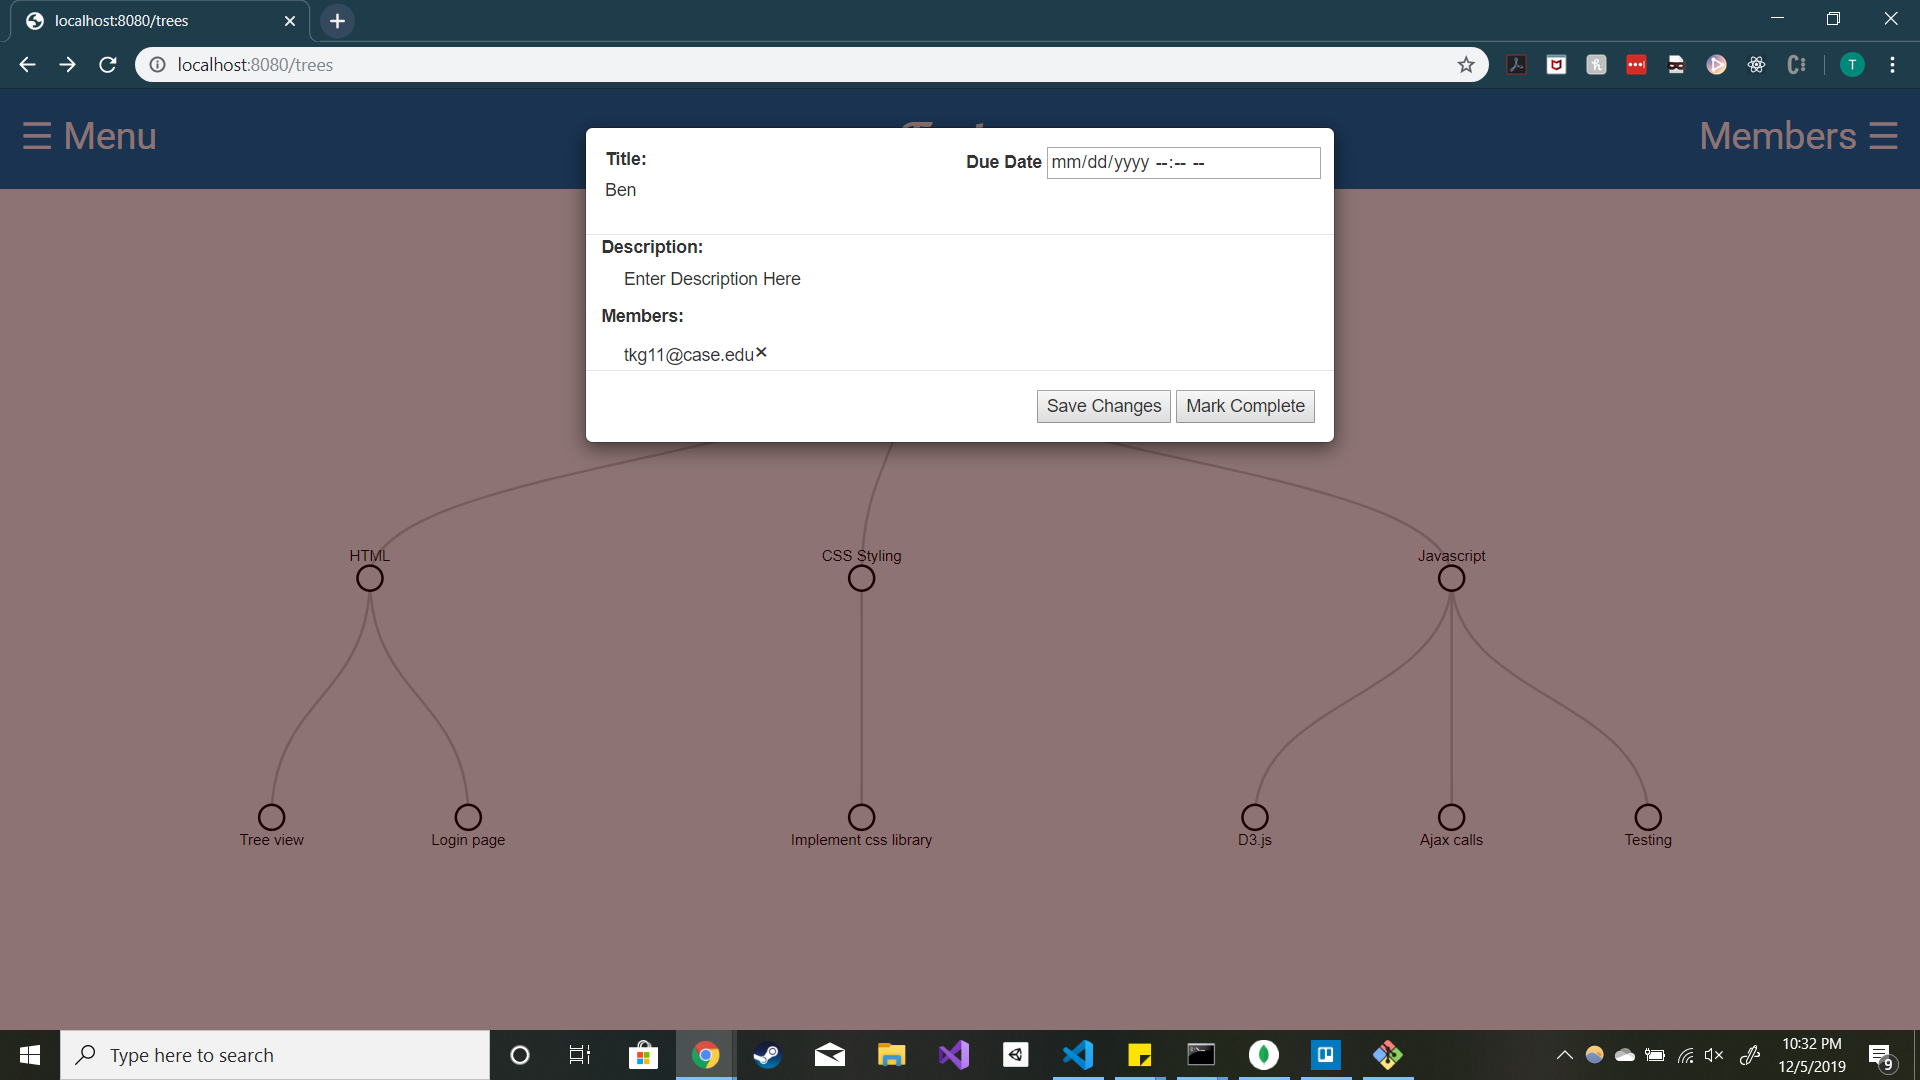 localhost:8080/trees
localhost:8080/trees
T
☰ Menu
Members ☰
Title:
Due Date mm/dd/yyyy --:-- --
Ben
Description:
Enter Description Here
Members:
tkg11@case.edu×
Save Changes Mark Complete
HTML CSS Styling Javascript
Tree view Login page Implement css library D3.js Ajax calls Testing
Type here to search
10:32 PM
12/5/2019
9